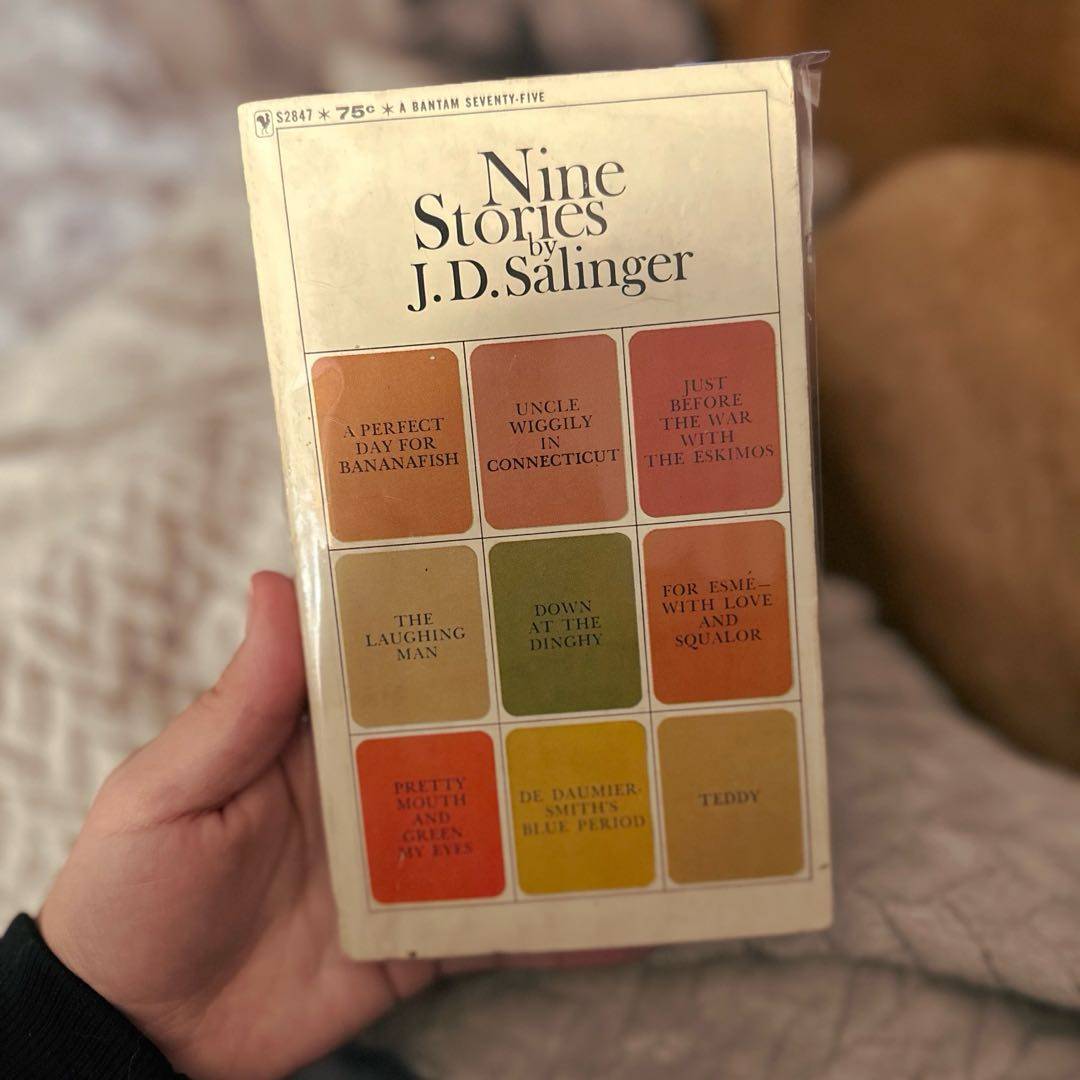 S2847 * 75¢ * A BANTAM SEVENTY-FIVE
Nine
Stories
by
J.D.Salinger
A PERFECT
DAY FOR
BANANAFISH
UNCLE
WIGGILY
IN
CONNECTICUT
JUST
BEFORE
THE WAR
WITH
THE ESKIMOS
THE
LAUGHING
MAN
DOWN
AT THE
DINGHY
FOR ESMÉ—
WITH LOVE
AND
SQUALOR
PRETTY
MOUTH
AND
GREEN
MY EYES
DE DAUMIER-
SMITH'S
BLUE PERIOD
TEDDY